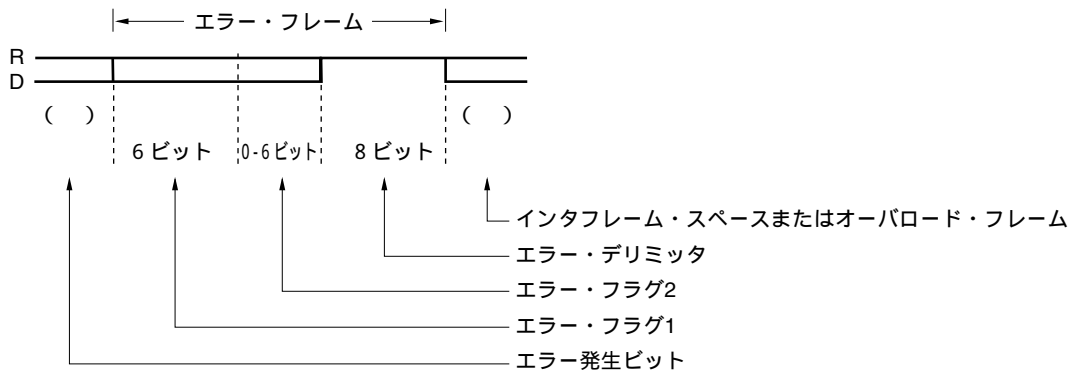 エラー・フレーム
R
D
( ) ( )
6 ビット 0-6 ビット 8 ビット
インタフレーム・スペースまたはオーバロード・フレーム
エラー・デリミッタ
エラー・フラグ2
エラー・フラグ1
エラー発生ビット